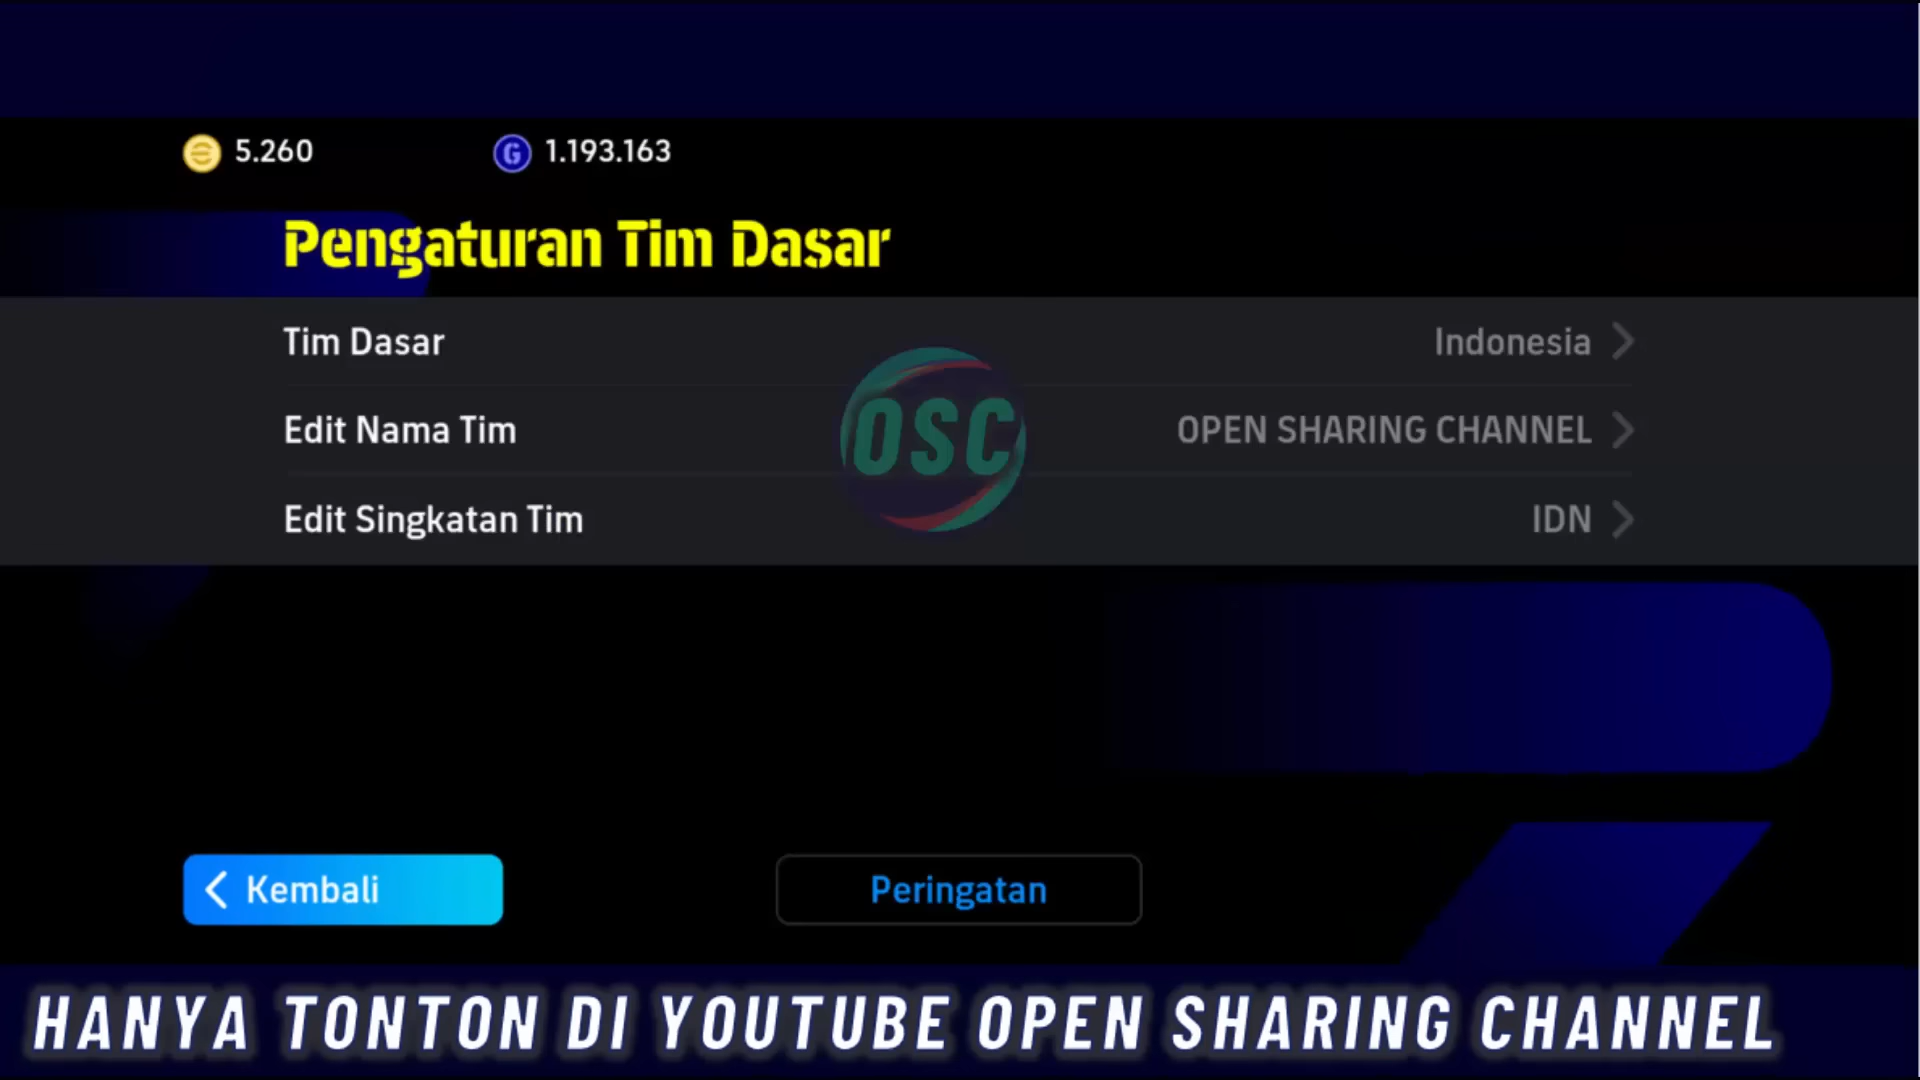 5.260 1.193.163
Pengaturan Tim Dasar
Tim Dasar Indonesia
Edit Nama Tim OPEN SHARING CHANNEL
OSC
Edit Singkatan Tim IDN
Kembali Peringatan
HANYA TONTON DI YOUTUBE OPEN SHARING CHANNEL